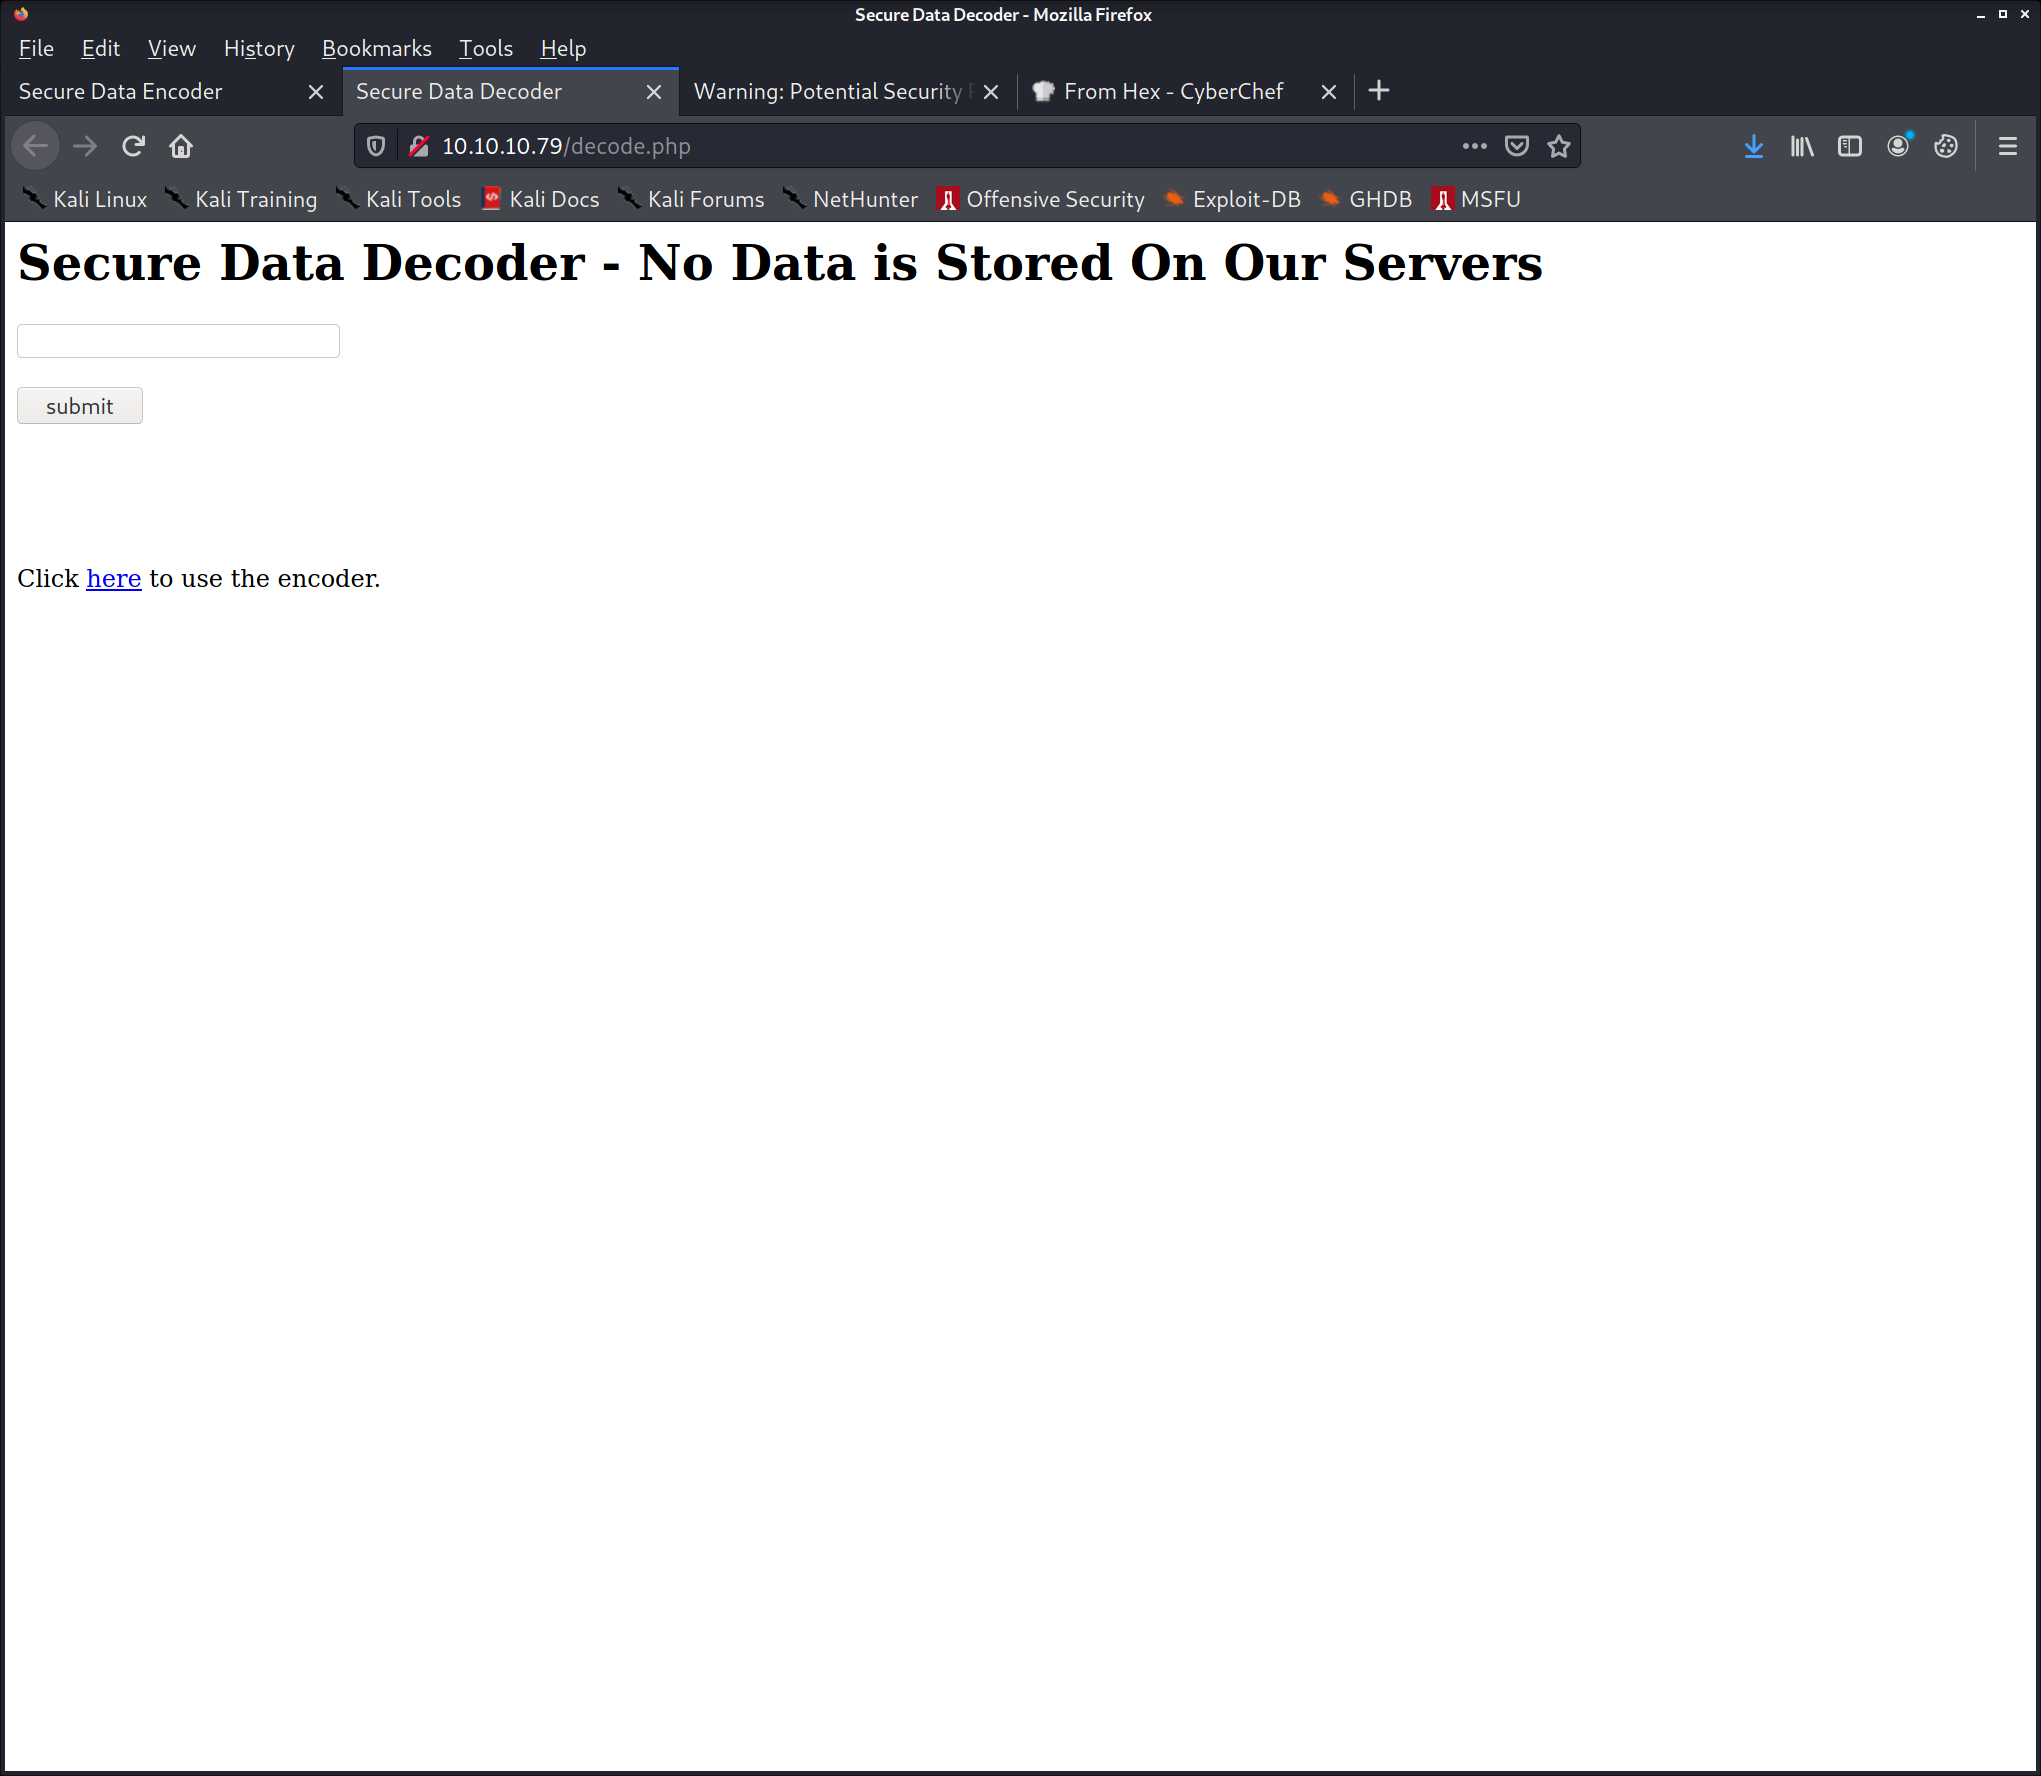 Secure Data Decoder - Mozilla Firefox
File Edit View History Bookmarks Tools Help
Secure Data Encoder Secure Data Decoder Warning: Potential Security From Hex - CyberChef
10.10.10.79/decode.php
Kali Linux Kali Training Kali Tools Kali Docs Kali Forums NetHunter Offensive Security Exploit-DB GHDB MSFU
Secure Data Decoder - No Data is Stored On Our Servers
submit
Click here to use the encoder.